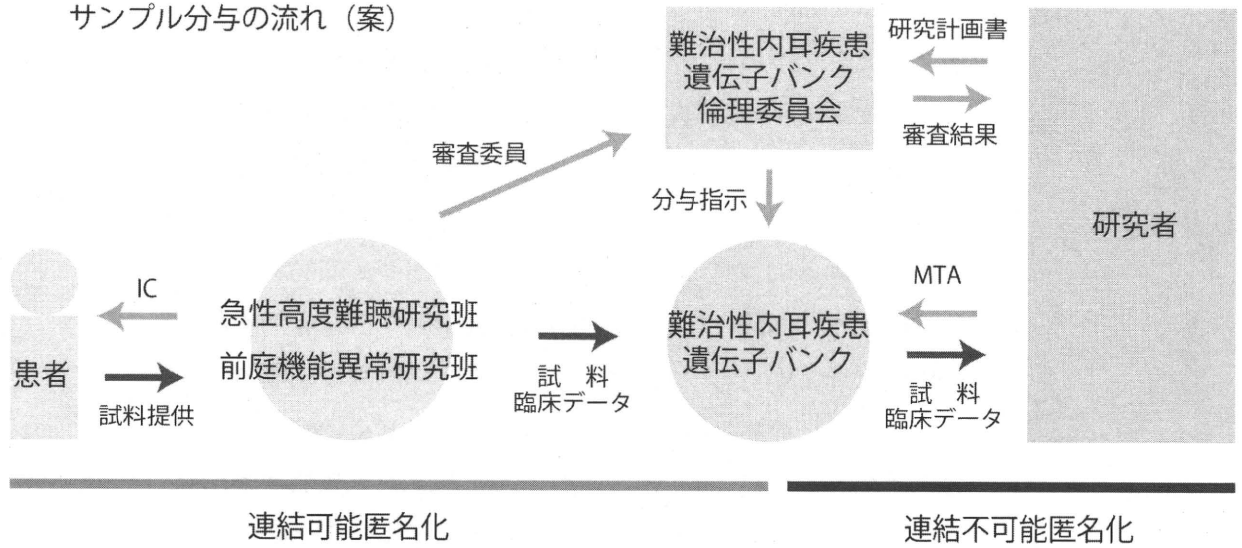 サンプル分与の流れ（案）
難治性内耳疾患
遺伝子バンク
倫理委員会
研究計画書
審査結果
審査委員
分与指示
研究者
IC
患者
試料提供
急性高度難聴研究班
前庭機能異常研究班
試　料
臨床データ
難治性内耳疾患
遺伝子バンク
MTA
試　料
臨床データ
連結可能匿名化
連結不可能匿名化